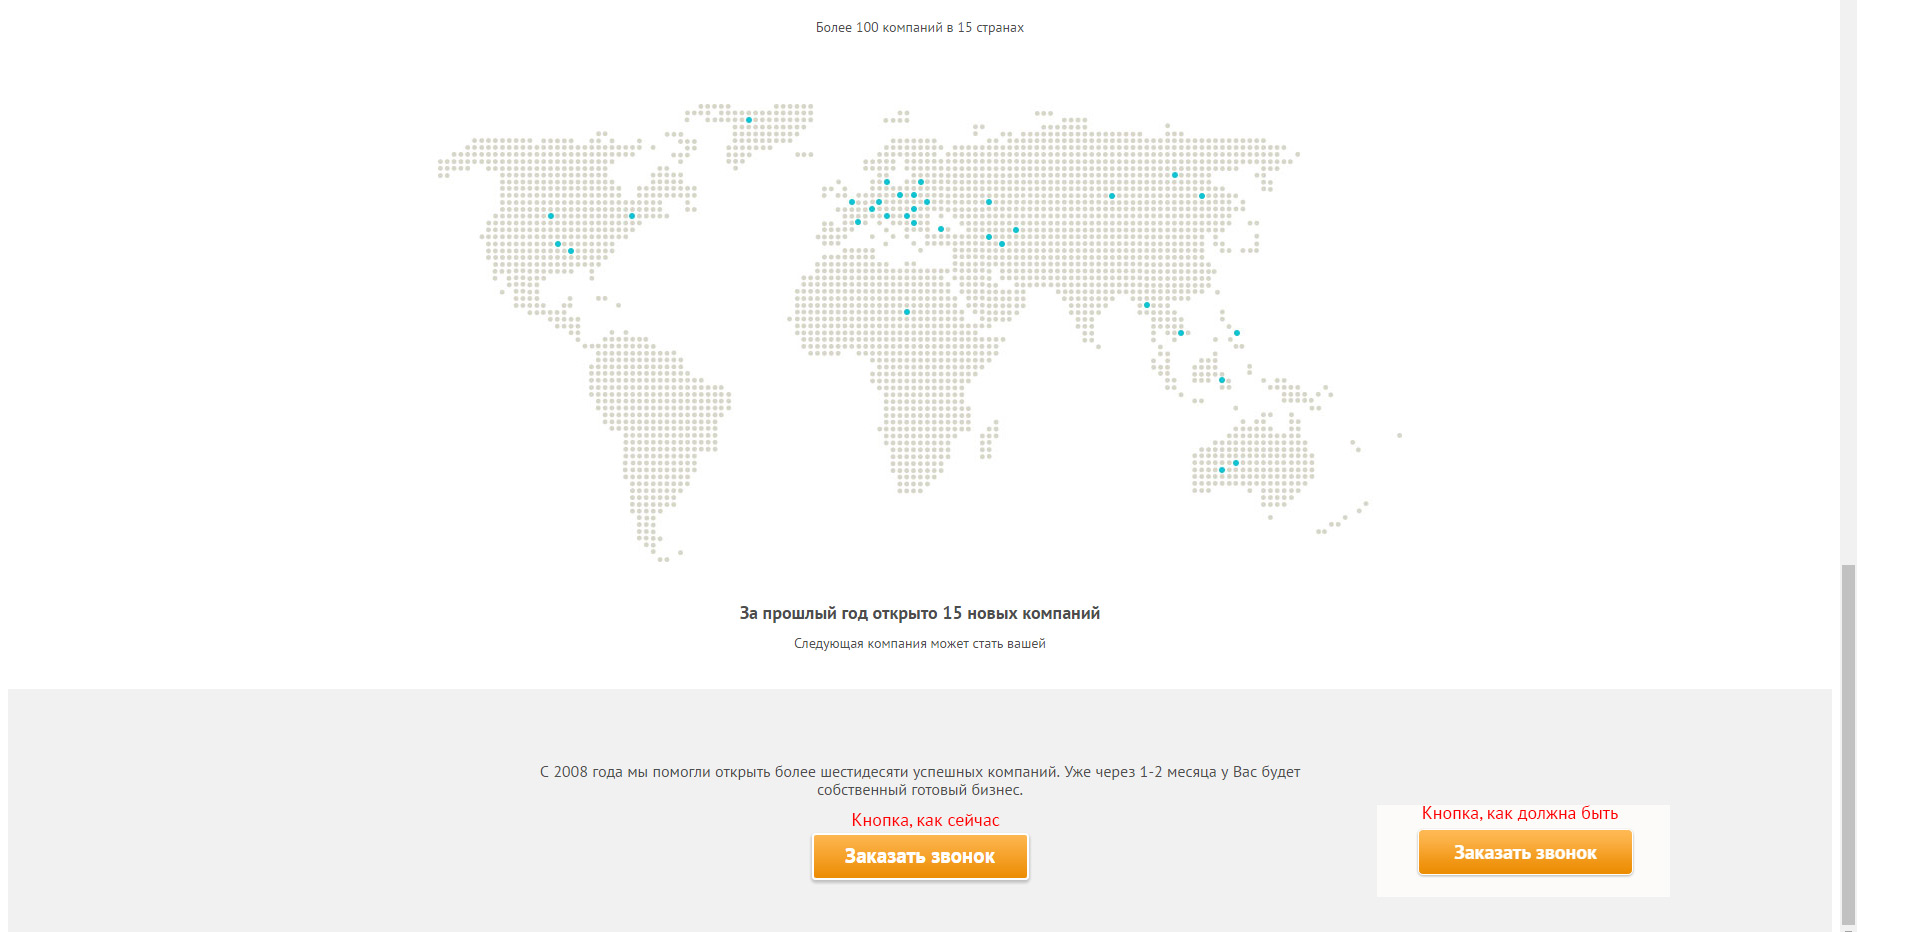 Более 100 компаний в 15 странах
За прошлый год открыто 15 новых компаний
Следующая компания может стать вашей
С 2008 года мы помогли открыть более шестидесяти успешных компаний. Уже через 1-2 месяца у Вас будет
собственный готовый бизнес.
Кнопка, как сейчас
Заказать звонок
Кнопка, как должна быть
Заказать звонок